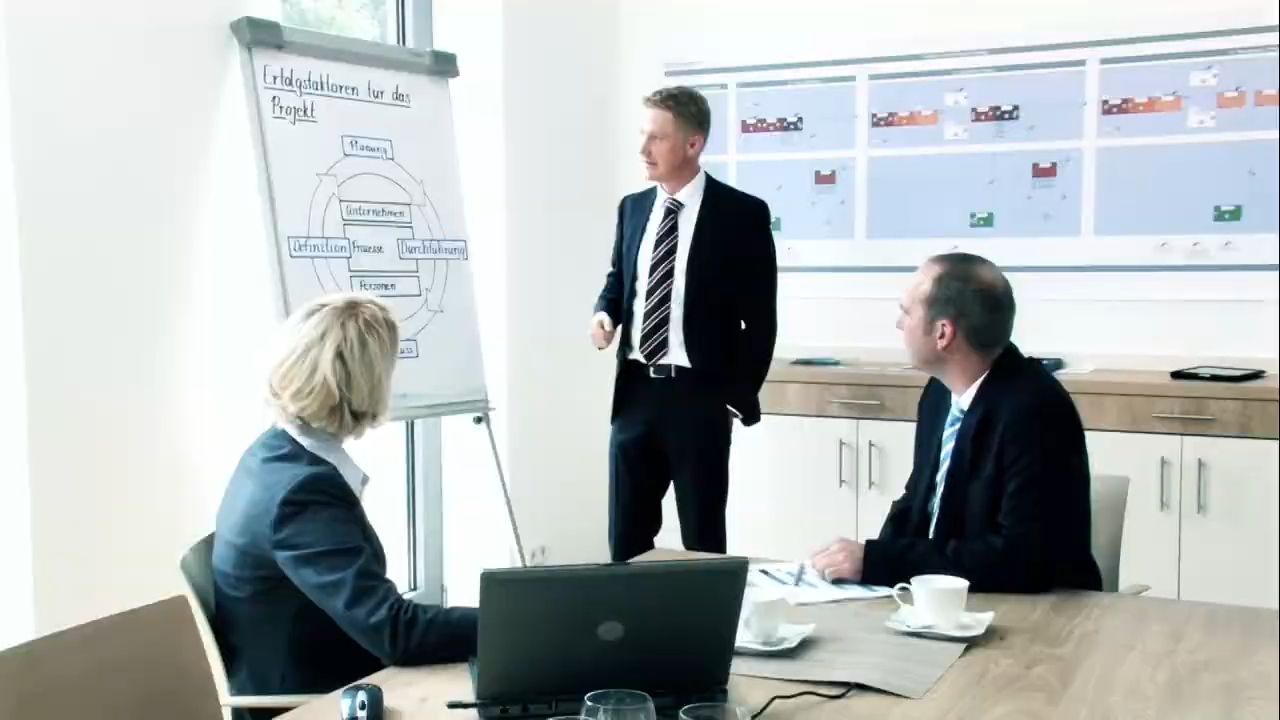 Erfolgsfaktoren für das
Projekt
Planung
Unternehmen
Definition
Prozesse
Durchführung
Personen